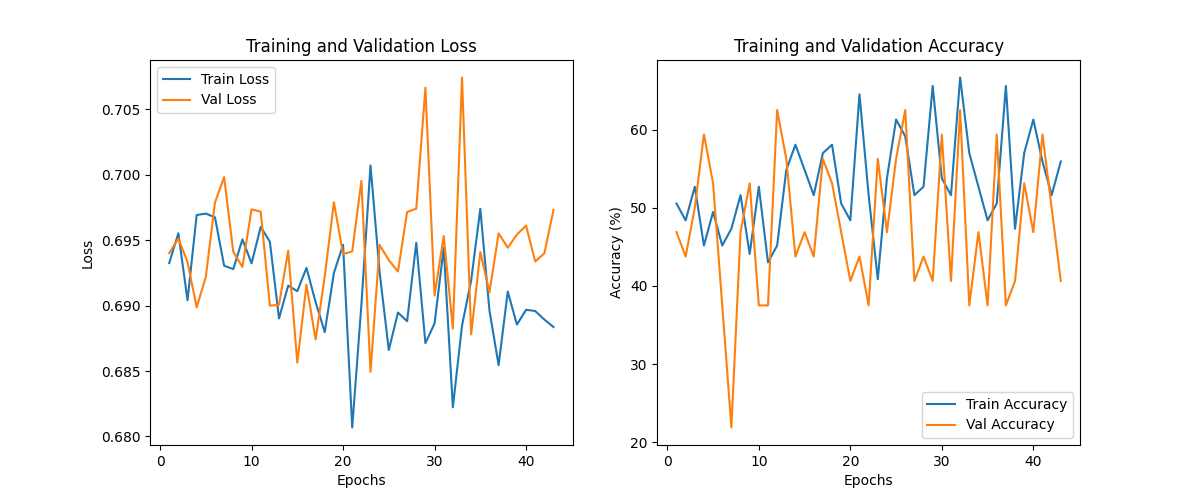 Training and Validation Loss
Train Loss
Val Loss
0.705
0.700
0.695
0.690
0.685
0.680
Loss
0
10
20
30
40
Epochs
Training and Validation Accuracy
60
50
40
30
20
Accuracy (%)
Train Accuracy
Val Accuracy
0
10
20
30
40
Epochs